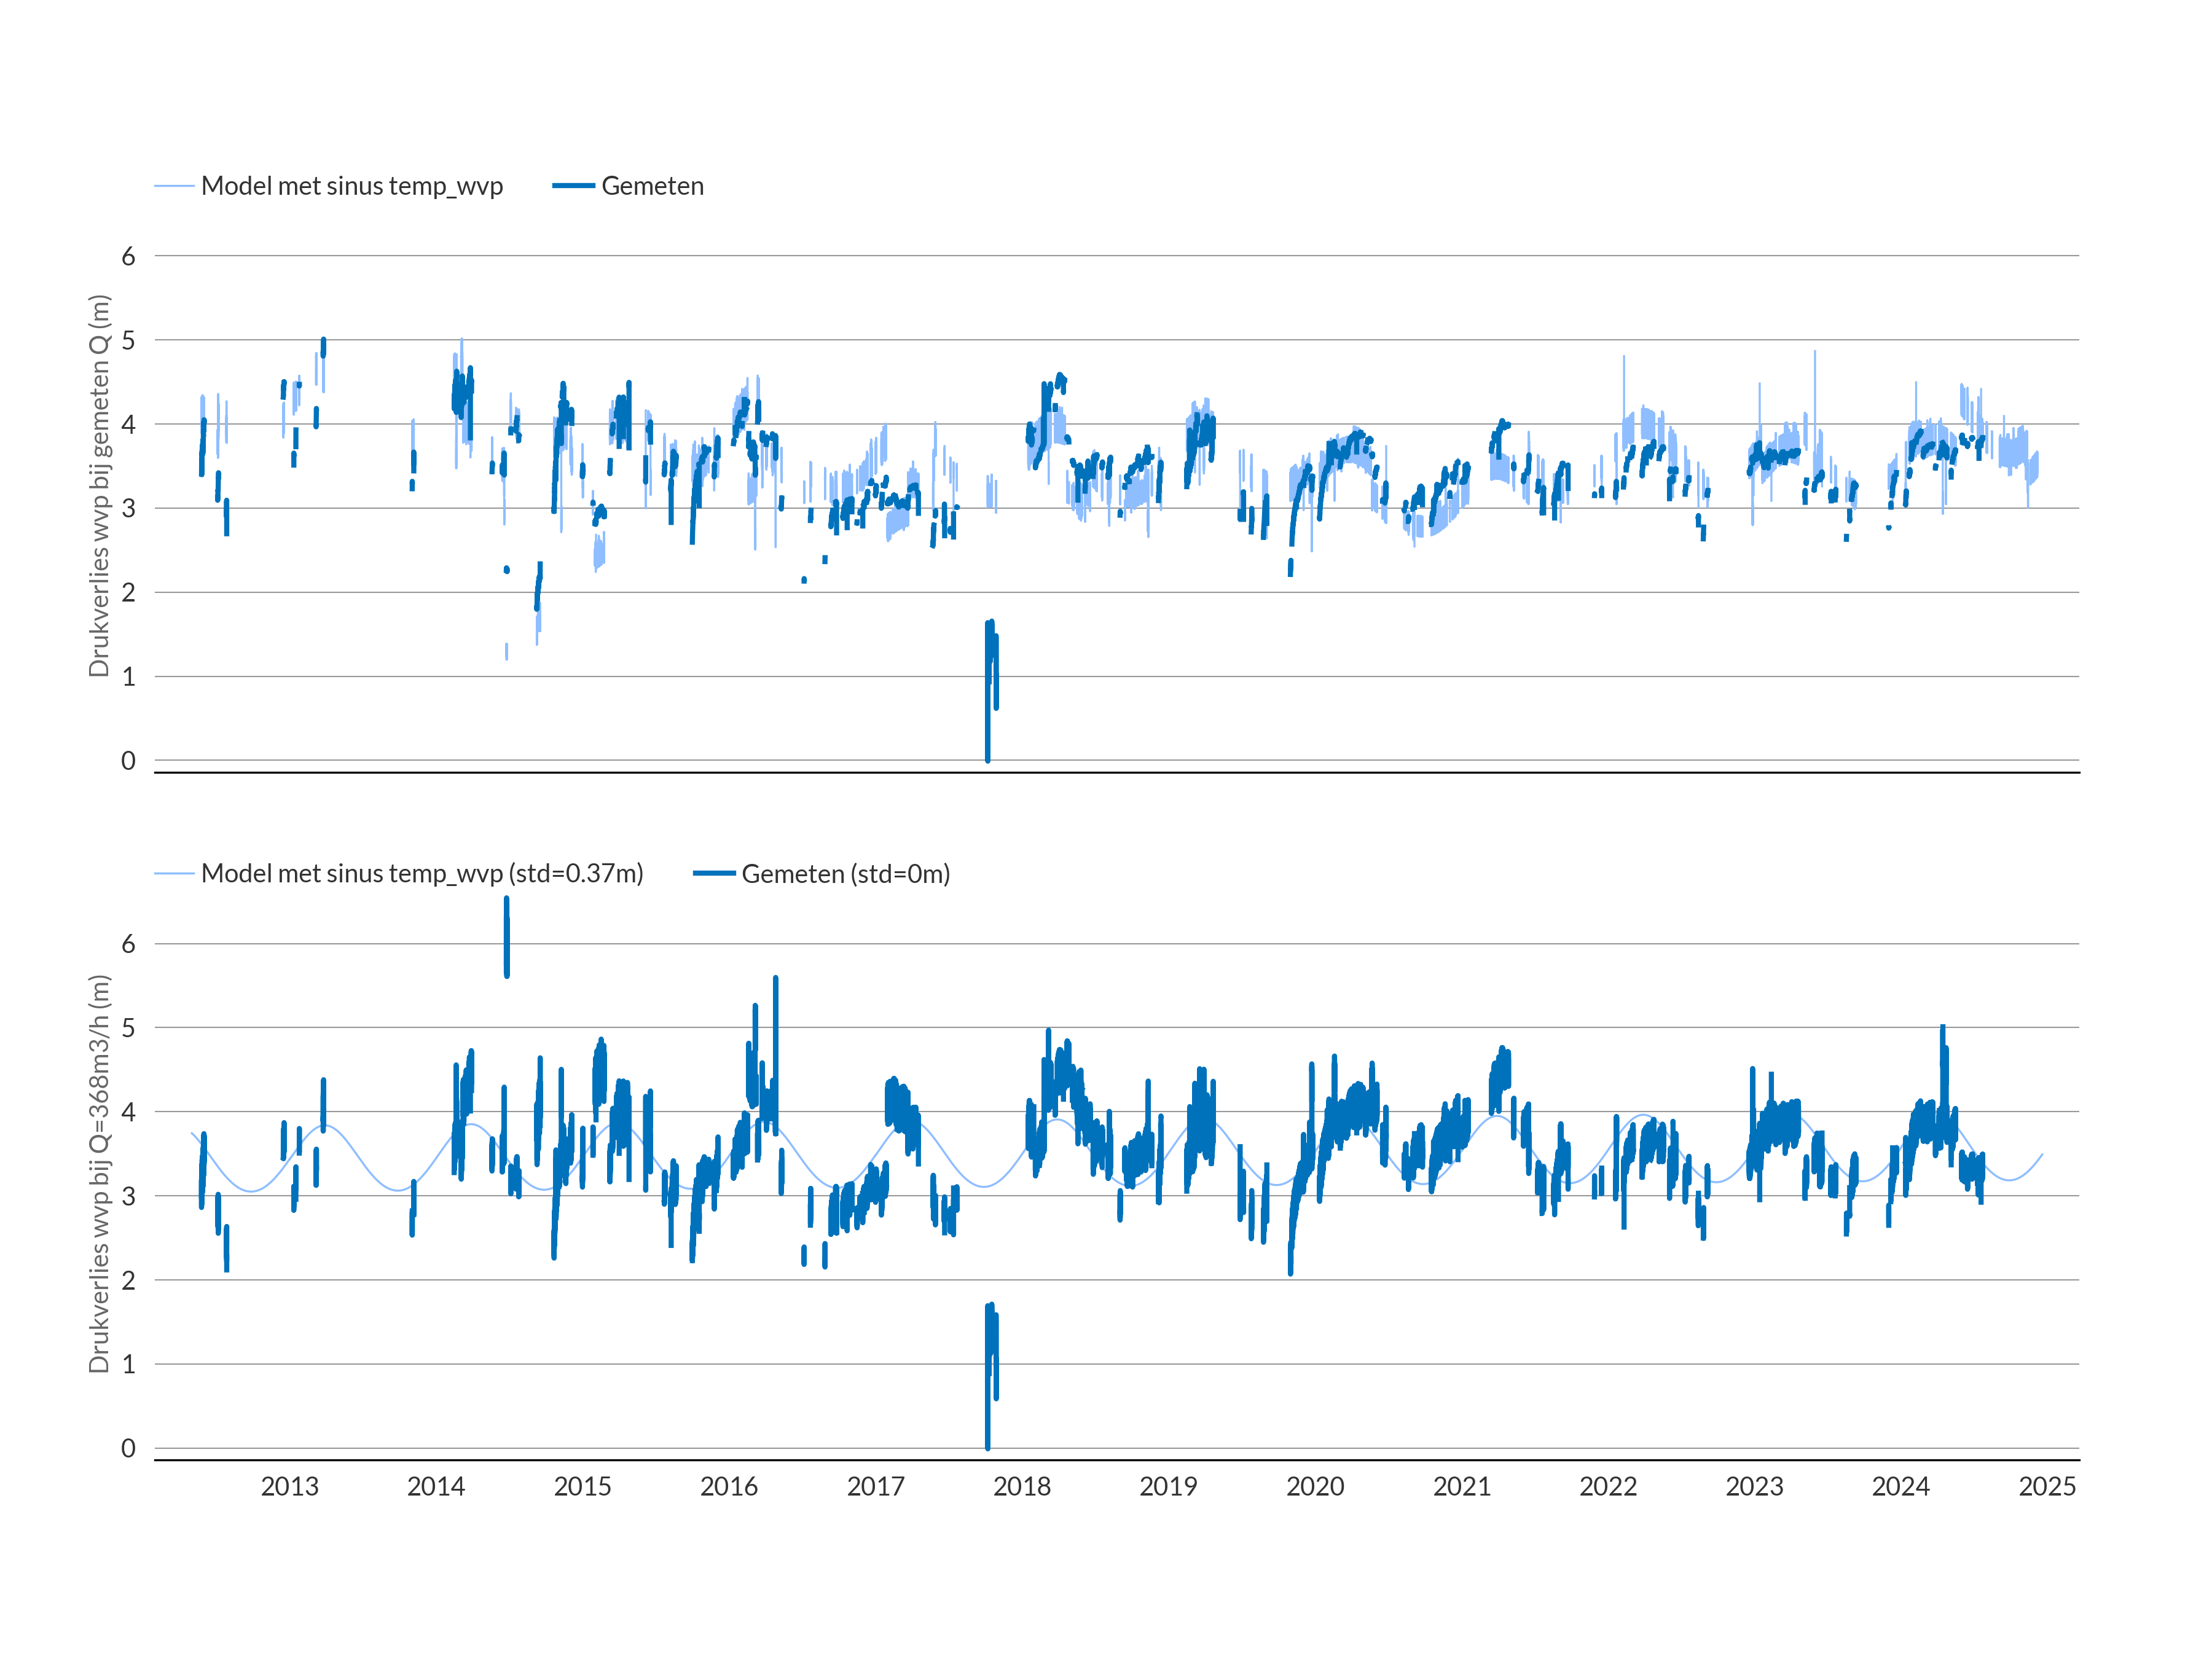 Model met sinus temp_wvp Gemeten
Drukverlies wvp bij gemeten Q (m)
6
5
4
3
2
1
0
Model met sinus temp_wvp (std=0.37m) Gemeten (std=0m)
Drukverlies wvp bij Q=368m3/h (m)
6
5
4
3
2
1
0
2013 2014 2015 2016 2017 2018 2019 2020 2021 2022 2023 2024 2025